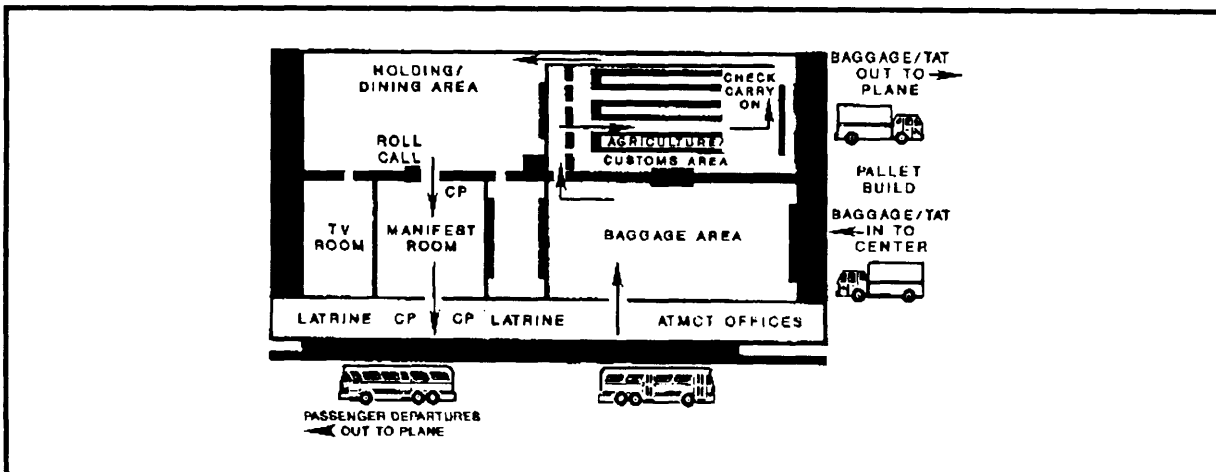 HOLDING/
DINING AREA
CHECK
CARRY
ON
BAGGAGE/TAT
OUT TO
PLANE
ROLL
CALL
AGRICULTURE/
CUSTOMS AREA
PALLET
BUILD
CP
TV
ROOM
MANIFEST
ROOM
BAGGAGE AREA
BAGGAGE/TAT
IN TO
CENTER
LATRINE CP CP LATRINE ATMCT OFFICES
PASSENGER DEPARTURES
OUT TO PLANE